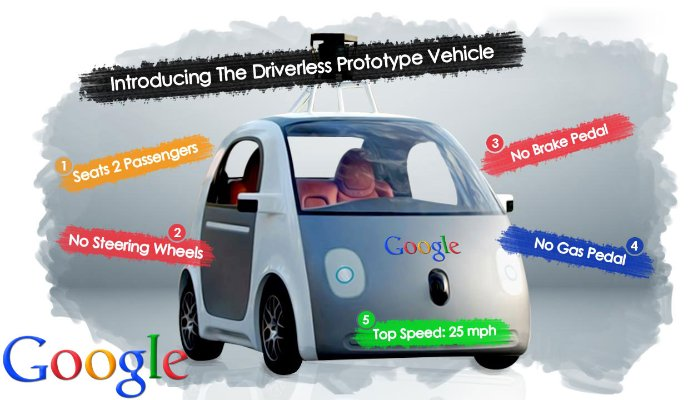 Introducing The Driverless Prototype Vehicle
1
Seats 2 Passengers
2
No Steering Wheels
3
No Brake Pedal
4
No Gas Pedal
Google
5
Top Speed: 25 mph
Google